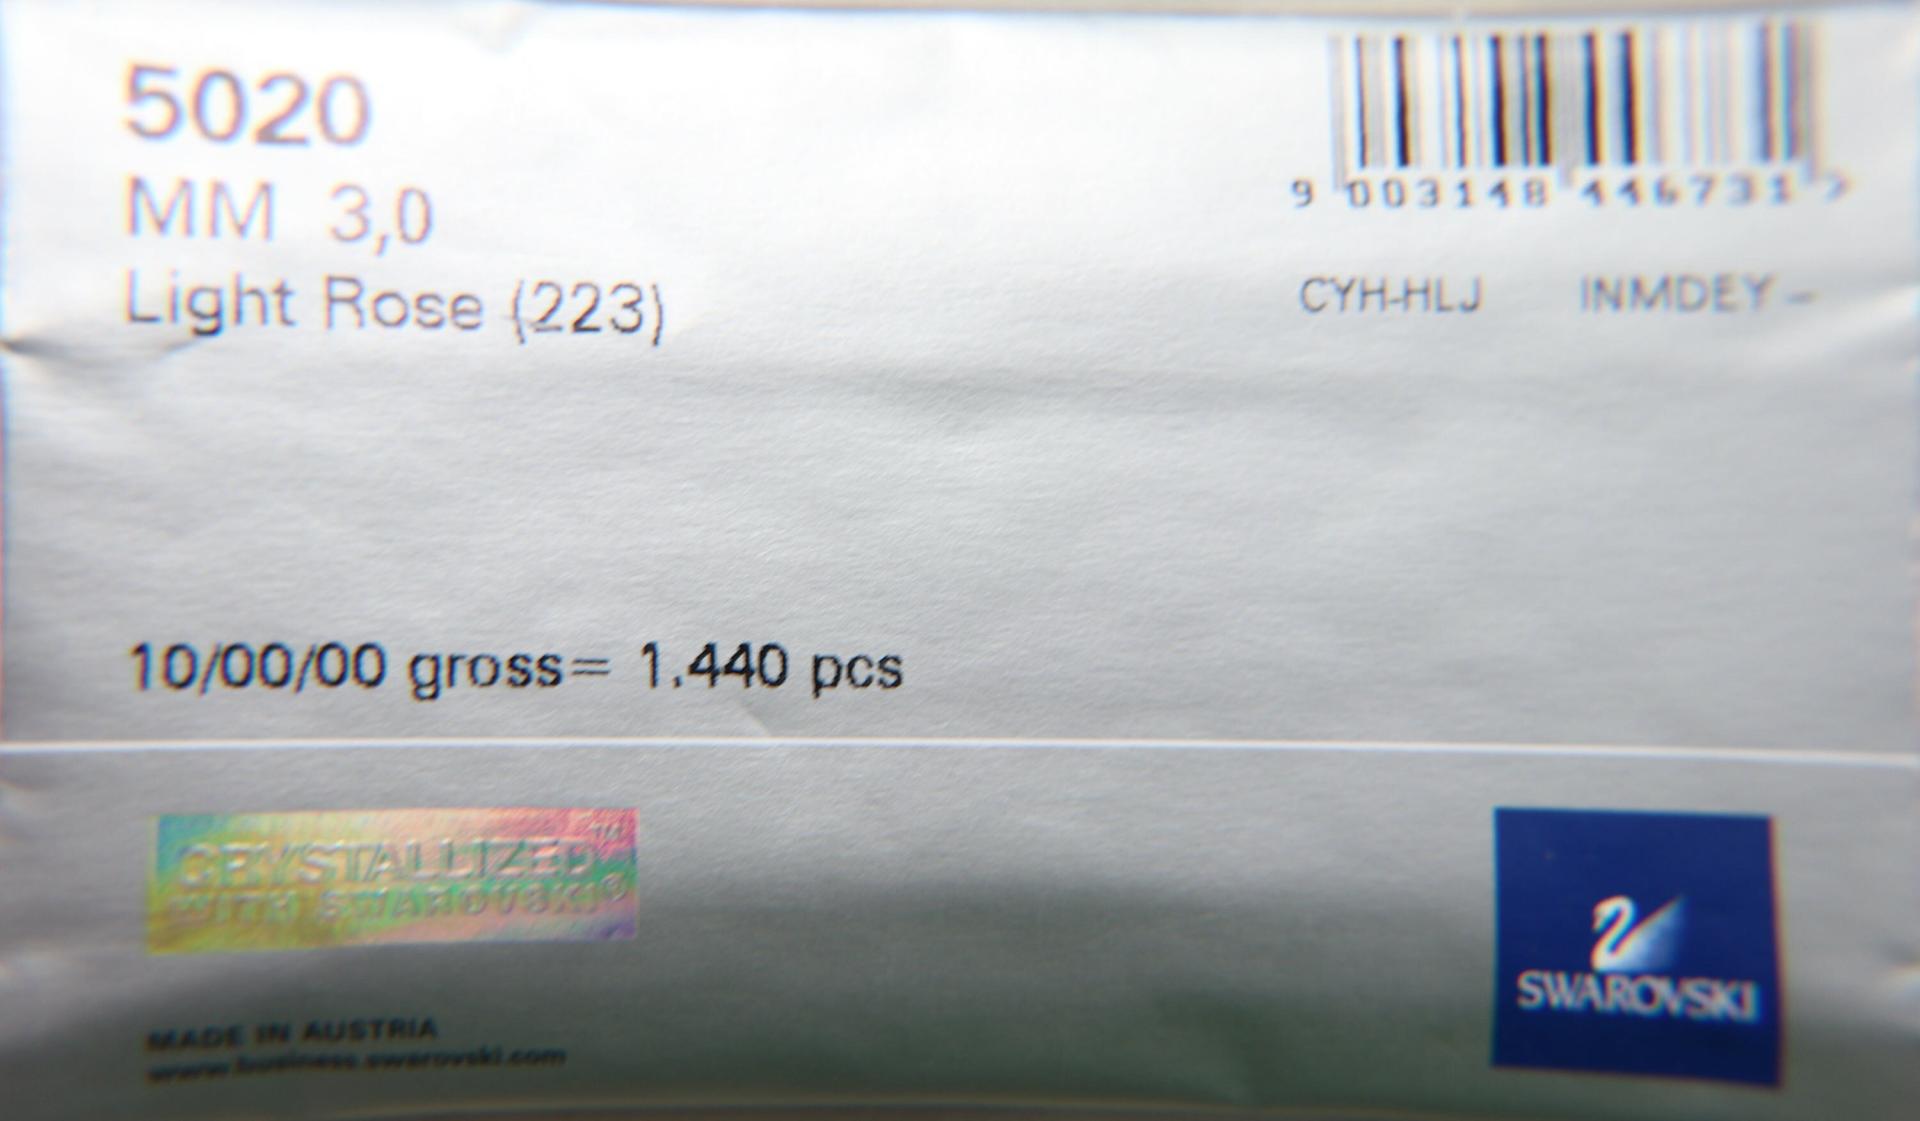 5020
MM 3,0
Light Rose (223)
9 003148 446731 >
CYH-HLJ INMDEY -
10/00/00 gross= 1.440 pcs
CRYSTALLIZED™
WITH SWAROVSKI®
SWAROVSKI
MADE IN AUSTRIA
www.business.swarovski.com